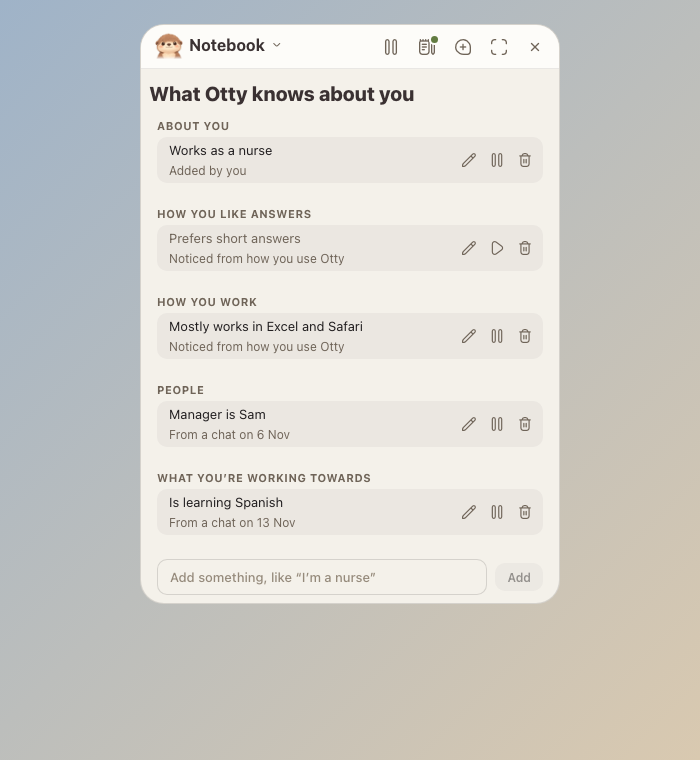 Notebook
What Otty knows about you
ABOUT YOU
Works as a nurse
Added by you
HOW YOU LIKE ANSWERS
Prefers short answers
Noticed from how you use Otty
HOW YOU WORK
Mostly works in Excel and Safari
Noticed from how you use Otty
PEOPLE
Manager is Sam
From a chat on 6 Nov
WHAT YOU’RE WORKING TOWARDS
Is learning Spanish
From a chat on 13 Nov
Add something, like “I’m a nurse”
Add